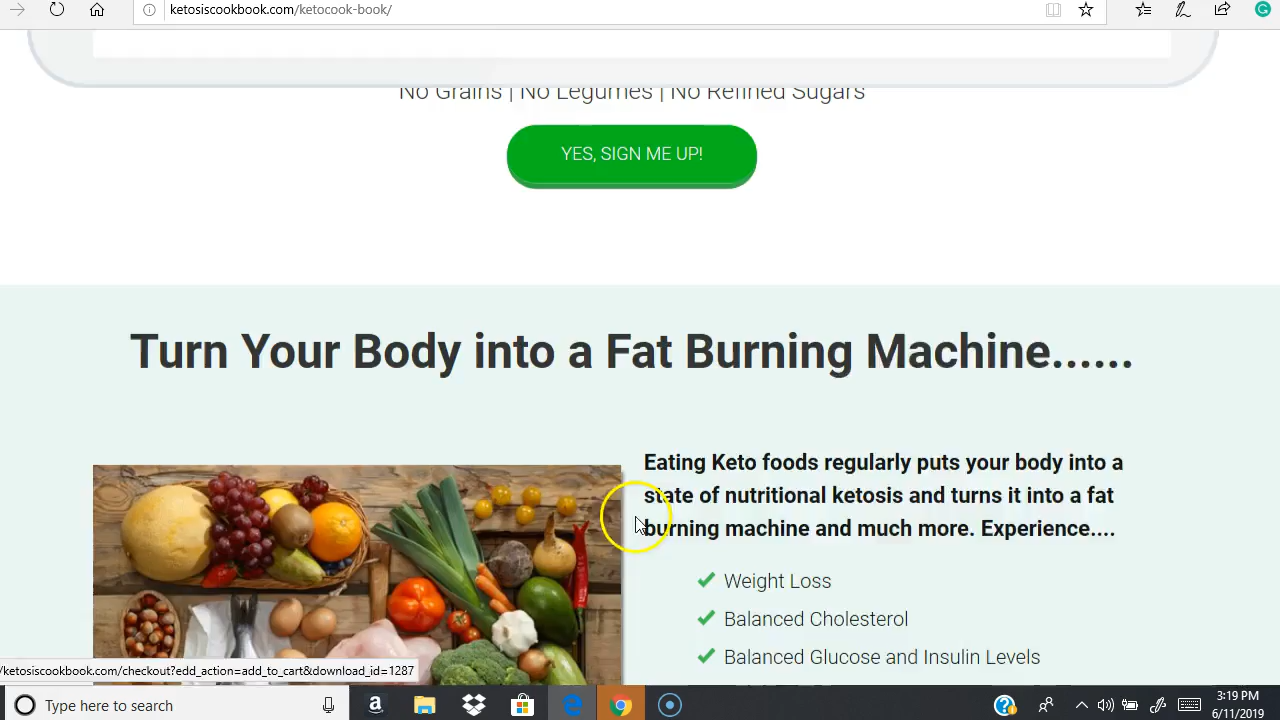 ketosiscookbook.com/ketocook-book/
No Grains | No Legumes | No Refined Sugars
YES, SIGN ME UP!
Turn Your Body into a Fat Burning Machine......
Eating Keto foods regularly puts your body into a
state of nutritional ketosis and turns it into a fat
burning machine and much more. Experience....
Weight Loss
Balanced Cholesterol
Balanced Glucose and Insulin Levels
/ketosiscookbook.com/checkout?edd_action=add_to_cart&download_id=1287
Type here to search
3:19 PM
6/11/2019